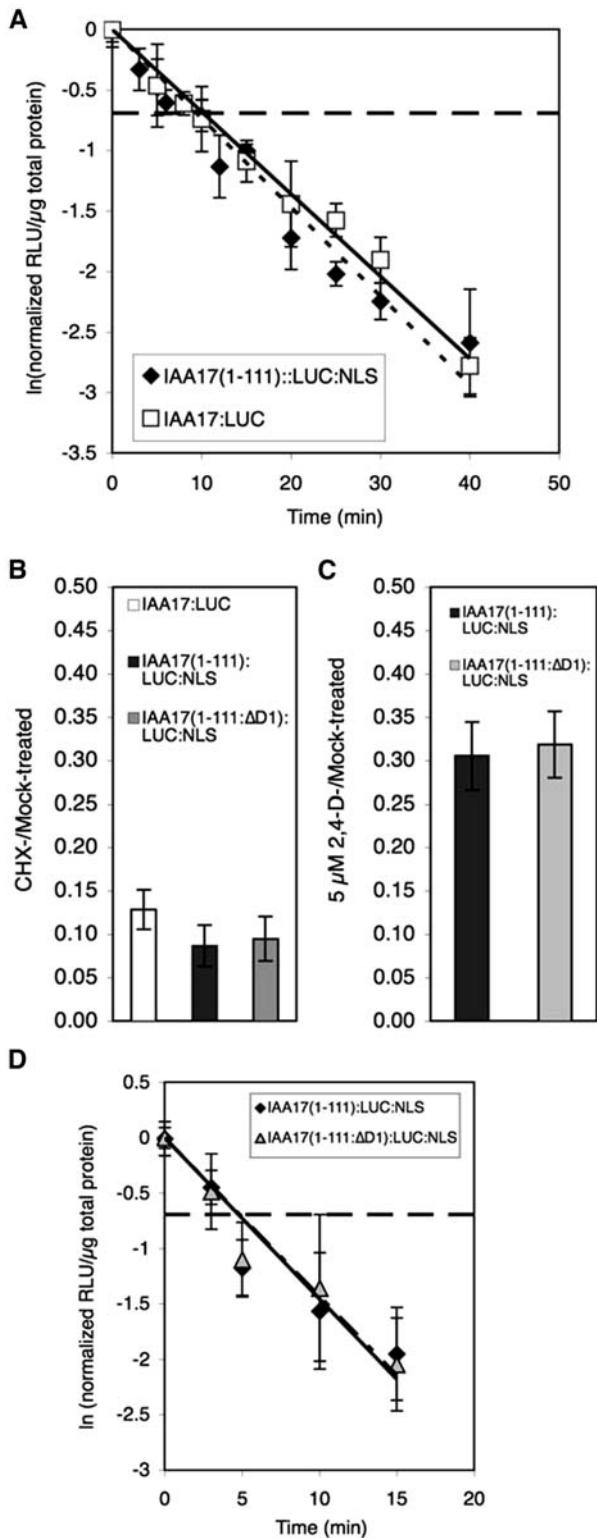 A
ln(normalized RLU/µg total protein)
0
-0.5
-1
-1.5
-2
-2.5
-3
-3.5
IAA17(1-111)::LUC:NLS
IAA17:LUC
0 10 20 30 40 50
Time (min)
B
CHX-/Mock-treated
0.50
0.45
0.40
0.35
0.30
0.25
0.20
0.15
0.10
0.05
0.00
IAA17:LUC
IAA17(1-111):
LUC:NLS
IAA17(1-111:ΔD1):
LUC:NLS
C
5 µM 2,4-D-/Mock-treated
0.50
0.45
0.40
0.35
0.30
0.25
0.20
0.15
0.10
0.05
0.00
IAA17(1-111):
LUC:NLS
IAA17(1-111:ΔD1):
LUC:NLS
D
ln (normalized RLU/µg total protein)
0.5
0
-0.5
-1
-1.5
-2
-2.5
-3
IAA17(1-111):LUC:NLS
IAA17(1-111:ΔD1):LUC:NLS
0 5 10 15 20
Time (min)